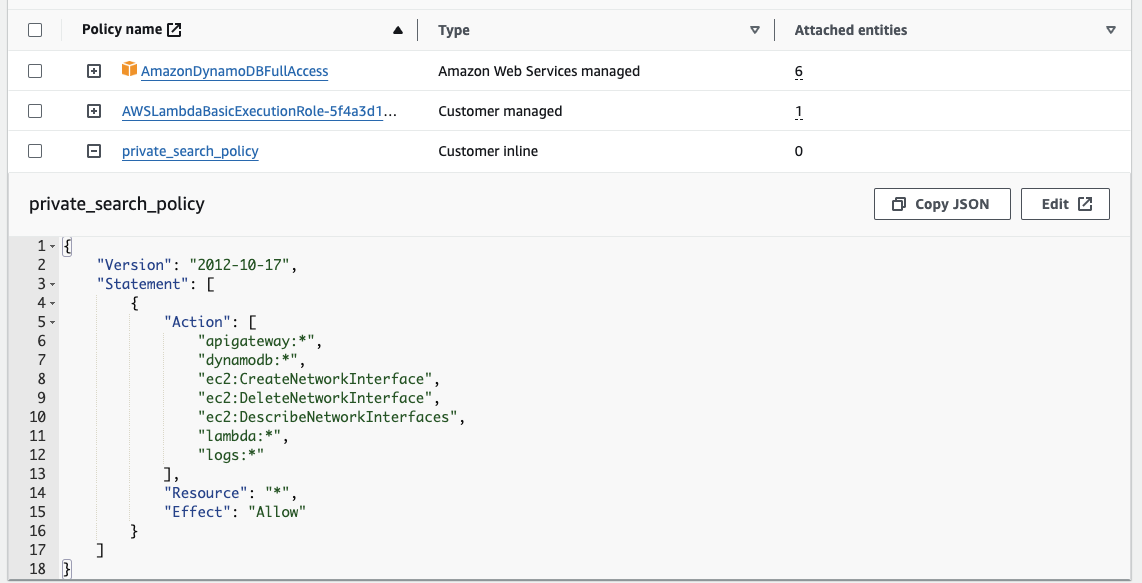 Policy name Type Attached entities
AmazonDynamoDBFullAccess Amazon Web Services managed 6
AWSLambdaBasicExecutionRole-5f4a3d1... Customer managed 1
private_search_policy Customer inline 0
private_search_policy Copy JSON Edit
1 {
2 "Version": "2012-10-17",
3 "Statement": [
4 {
5 "Action": [
6 "apigateway:*",
7 "dynamodb:*",
8 "ec2:CreateNetworkInterface",
9 "ec2:DeleteNetworkInterface",
10 "ec2:DescribeNetworkInterfaces",
11 "lambda:*",
12 "logs:*"
13 ],
14 "Resource": "*",
15 "Effect": "Allow"
16 }
17 ]
18 }